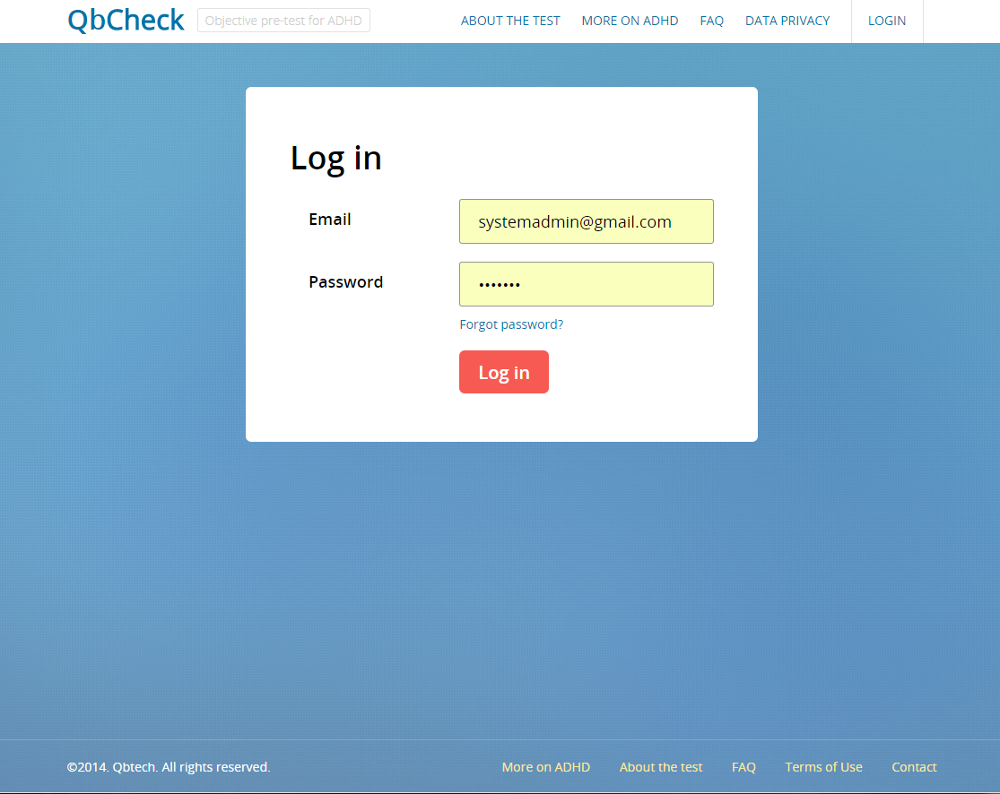 QbCheck Objective pre-test for ADHD ABOUT THE TEST MORE ON ADHD FAQ DATA PRIVACY LOGIN
Log in
Email systemadmin@gmail.com
Password •••••••
Forgot password?
Log in
©2014. Qbtech. All rights reserved. More on ADHD About the test FAQ Terms of Use Contact